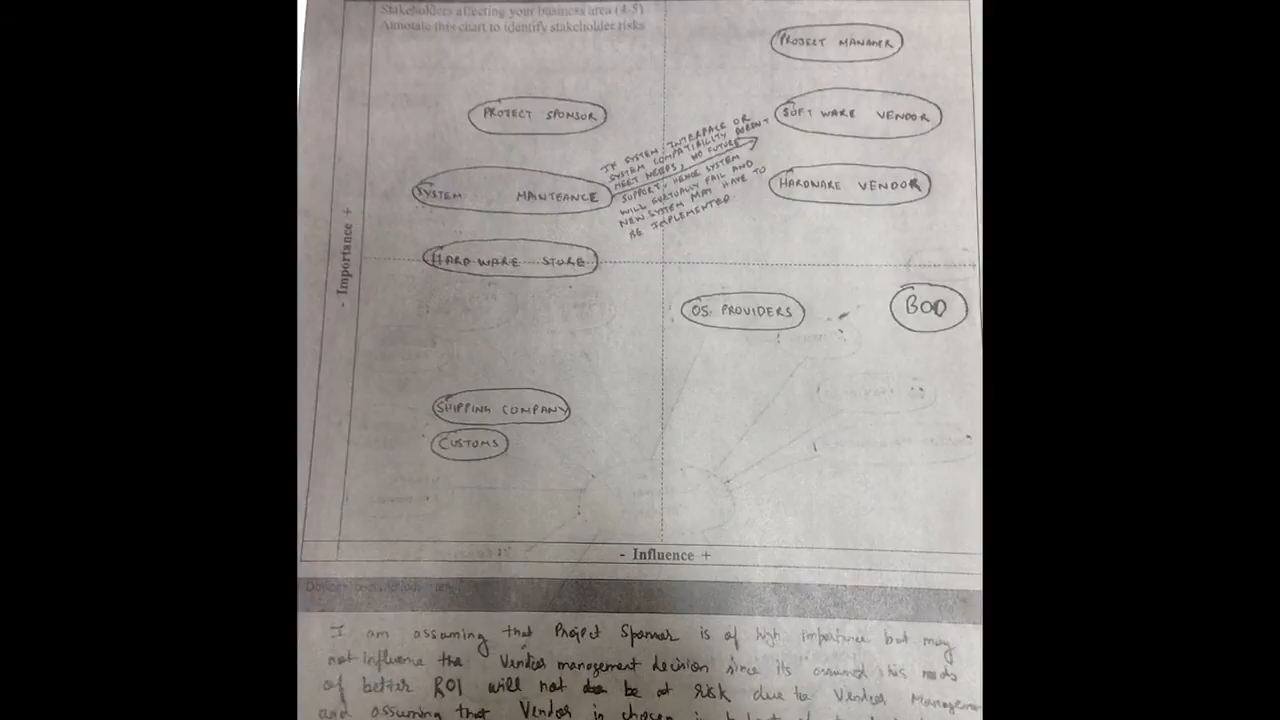 Stakeholders affecting your business area (4-5)
Annotate this chart to identify stakeholder risks
PROJECT MANAGER
PROJECT SPONSOR
SOFTWARE VENDOR
IF SYSTEM INTERFACE OR
SYSTEM COMPATIBILITY DOESN'T
MEET NEEDS, NO FUTURE
SUPPORT, HENCE SYSTEM
WILL EVRTUALLY FAIL AND
NEW SYSTEM MAY HAVE TO
BE IMPLEMENTED
SYSTEM MAINTEANCE
HARDWARE VENDOR
HARDWARE STORE
OS. PROVIDERS
BOD
SHIPPING COMPANY
CUSTOMS
- Importance +
- Influence +
I am assuming that Project Sponser is of high importance but may
not influence the Vendor management decision since its assumed his needs
of better ROI will not be at risk due to Vendor Managemen
and assuming that Vendor is chosen